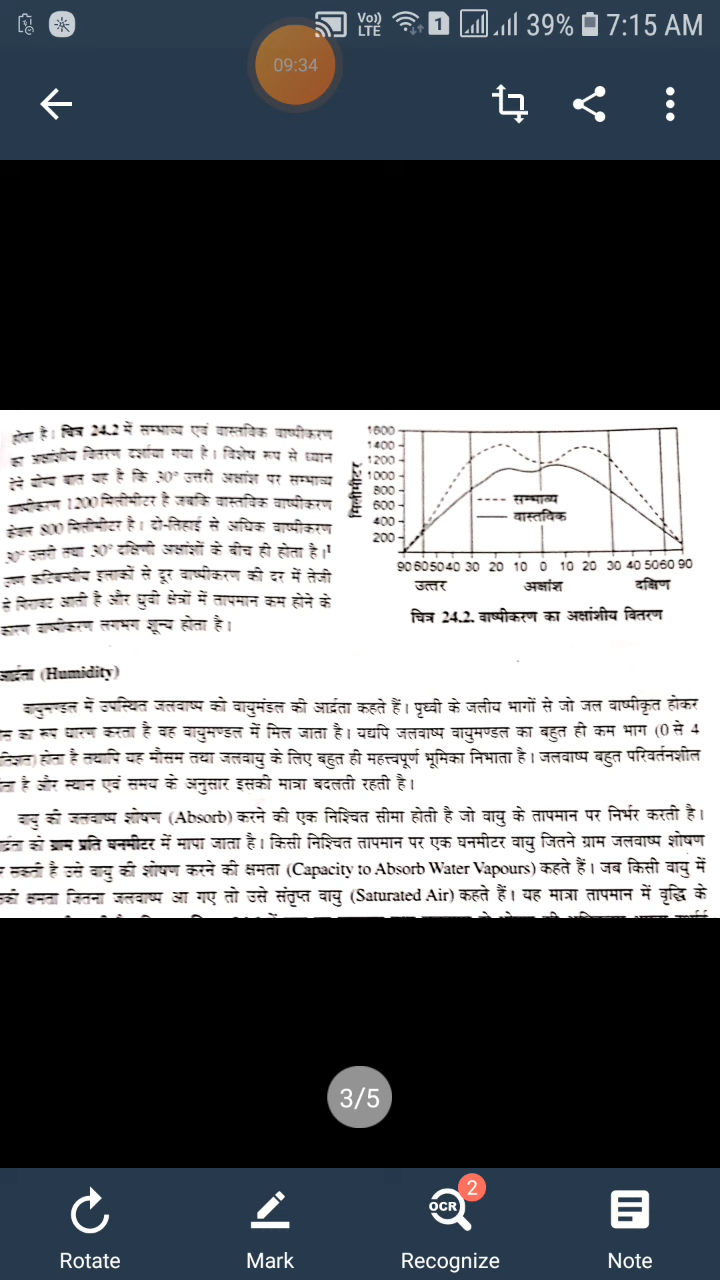 Vo))
LTE
1
39%
7:15 AM
09:34
होता है। चित्र 24.2 में सम्भाव्य एवं वास्तविक वाष्पीकरण
का अक्षांशीय वितरण दर्शाया गया है। विशेष रूप से ध्यान
देने योग्य बात यह है कि 30° उत्तरी अक्षांश पर सम्भाव्य
वाष्पीकरण 1200 मिलीमीटर है जबकि वास्तविक वाष्पीकरण
केवल 800 मिलीमीटर है। दो-तिहाई से अधिक वाष्पीकरण
30° उत्तरी तथा 30° दक्षिणी अक्षांशों के बीच ही होता है।¹
उष्ण कटिबन्धीय इलाकों से दूर वाष्पीकरण की दर में तेजी
से गिरावट आती है और ध्रुवी क्षेत्रों में तापमान कम होने के
कारण वाष्पीकरण लगभग शून्य होता है।
1600
1400
1200
1000
800
600
400
200
मिलीमीटर
सम्भाव्य
वास्तविक
90 60 50 40 30 20 10 0 10 20 30 40 50 60 90
उत्तर अक्षांश दक्षिण
चित्र 24.2. वाष्पीकरण का अक्षांशीय वितरण
आर्द्रता (Humidity)
वायुमण्डल में उपस्थित जलवाष्प को वायुमंडल की आर्द्रता कहते हैं। पृथ्वी के जलीय भागों से जो जल वाष्पीकृत होकर
का रूप धारण करता है वह वायुमण्डल में मिल जाता है। यद्यपि जलवाष्प वायुमण्डल का बहुत ही कम भाग (0 से 4
होता है तथापि यह मौसम तथा जलवायु के लिए बहुत ही महत्त्वपूर्ण भूमिका निभाता है। जलवाष्प बहुत परिवर्तनशील
है और स्थान एवं समय के अनुसार इसकी मात्रा बदलती रहती है।
वायु की जलवाष्प शोषण (Absorb) करने की एक निश्चित सीमा होती है जो वायु के तापमान पर निर्भर करती है।
को ग्राम प्रति घनमीटर में मापा जाता है। किसी निश्चित तापमान पर एक घनमीटर वायु जितने ग्राम जलवाष्प शोषण
सकती है उसे वायु की शोषण करने की क्षमता (Capacity to Absorb Water Vapours) कहते हैं। जब किसी वायु में
क्षमता जितना जलवाष्प आ गए तो उसे संतृप्त वायु (Saturated Air) कहते हैं। यह मात्रा तापमान में वृद्धि के
3/5
2
OCR
Rotate
Mark
Recognize
Note